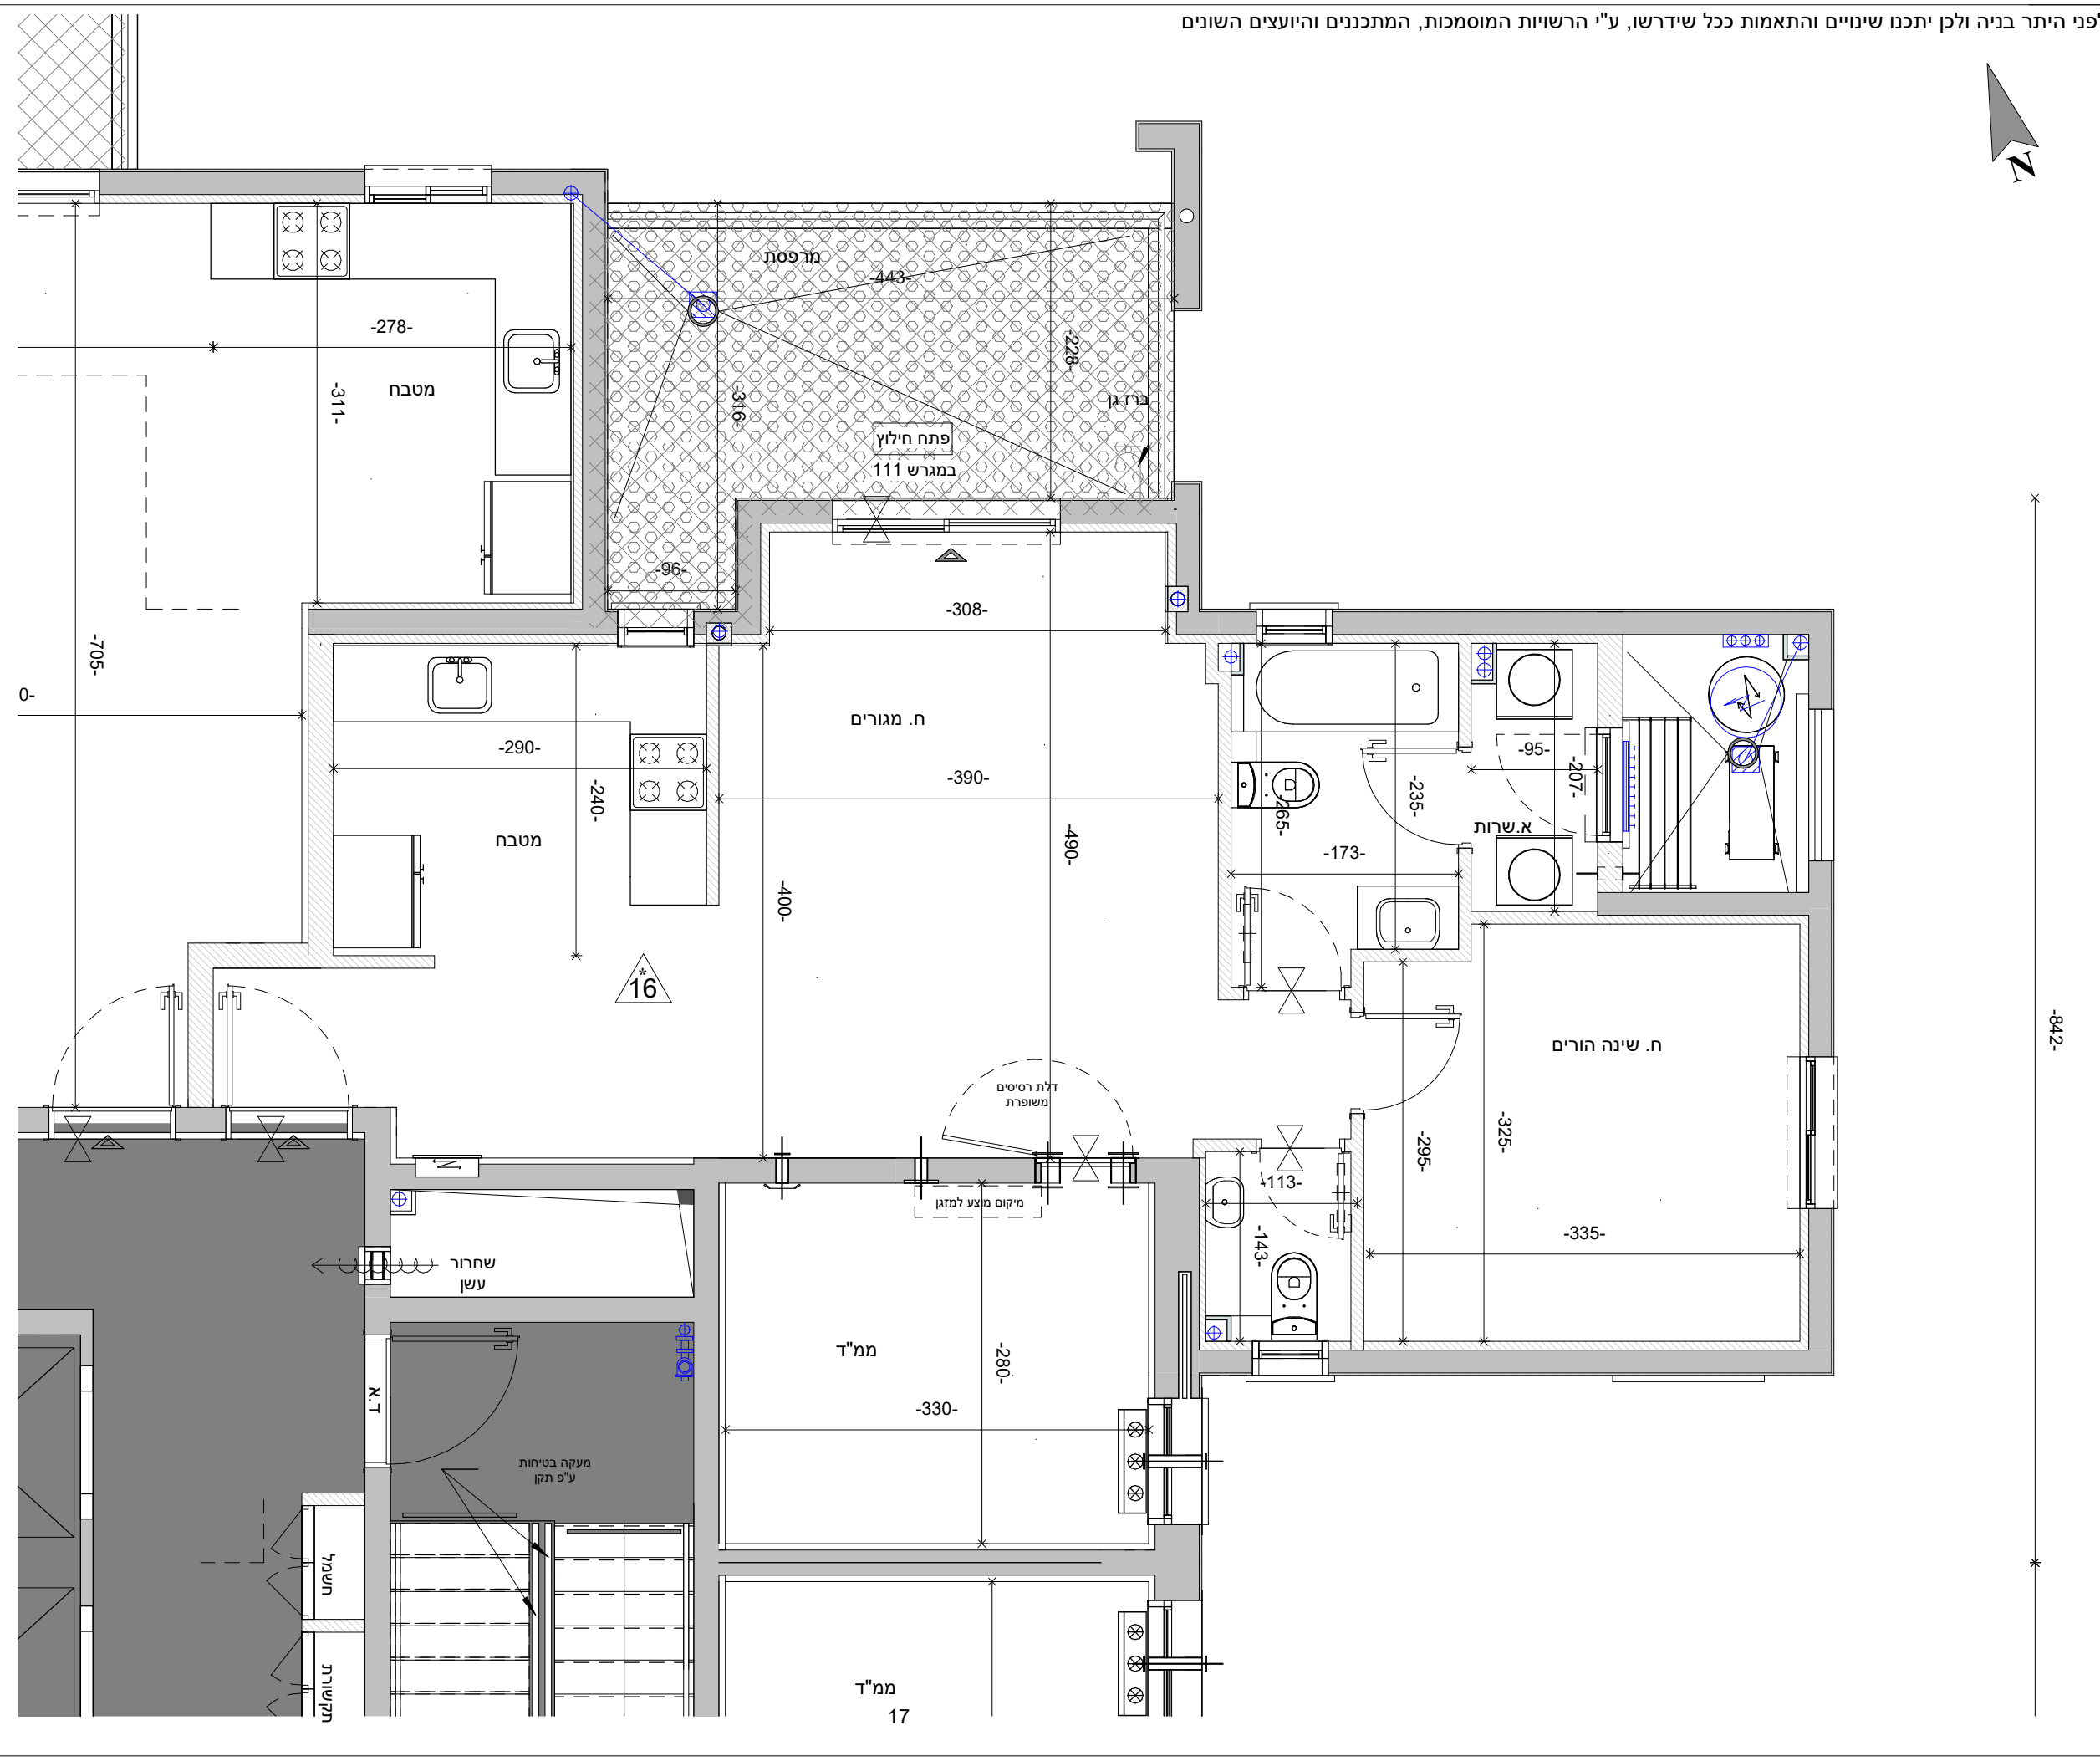 לפני היתר בניה ולכן יתכנו שינויים והתאמות ככל שידרשו, ע"י הרשויות המוסמכות, המתכננים והיועצים השונים
N
מרפסת
-443-
-278-
-228-
מטבח
-311-
-316-
ברז גן
פתח חילוץ
במגרש 111
-96-
-308-
-705-
0-
ח. מגורים
-290-
-95-
-390-
-240-
-207-
-235-
-265-
א.שרות
מטבח
-490-
-173-
-400-
*
16
-842-
ח. שינה הורים
דלת רסיסים
משופרת
-325-
-295-
-113-
מיקום מוצע למזגן
-335-
-143-
שחרור
עשן
ממ"ד
-280-
ד.א
-330-
מעקה בטיחות
ע"פ תקן
חשמל
תקשורת
ממ"ד
17